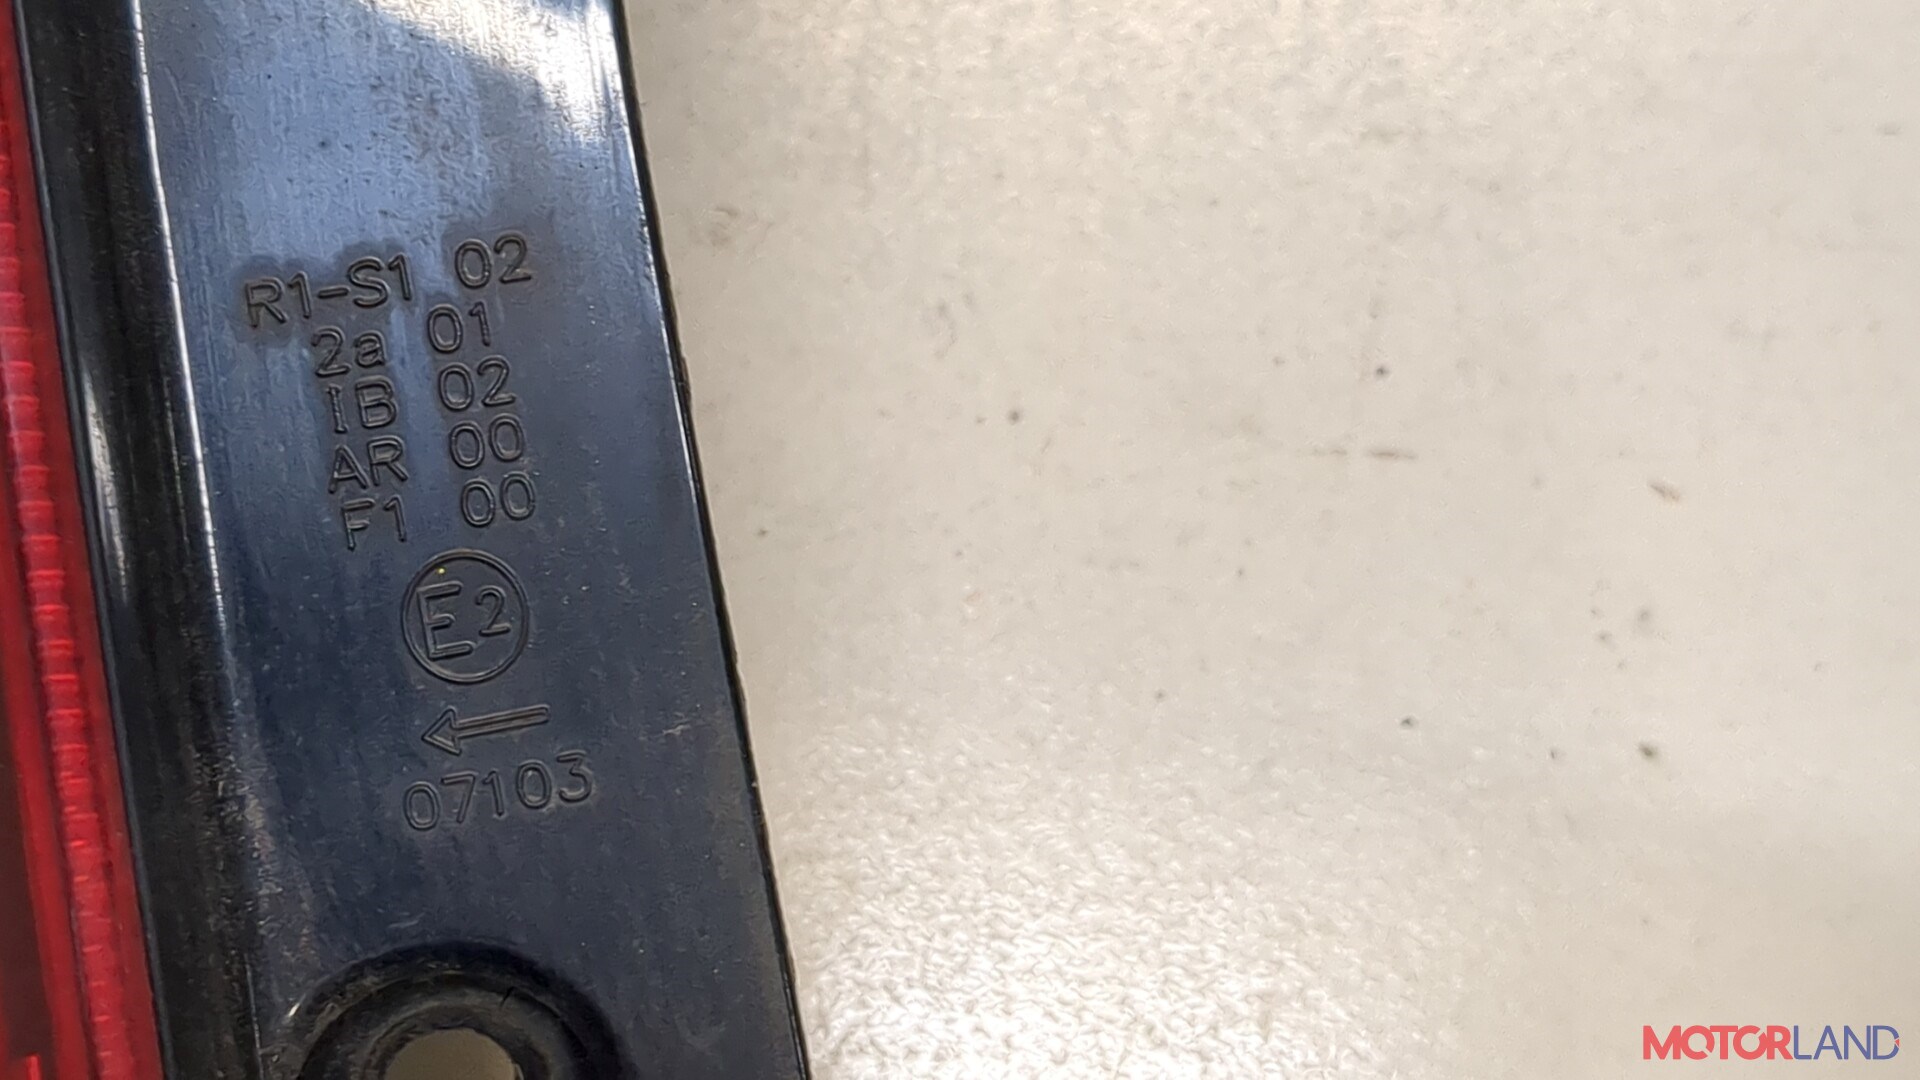 R1-S1 02
2a 01
IB 02
AR 00
F1 00
E2
07103
MOTORLAND